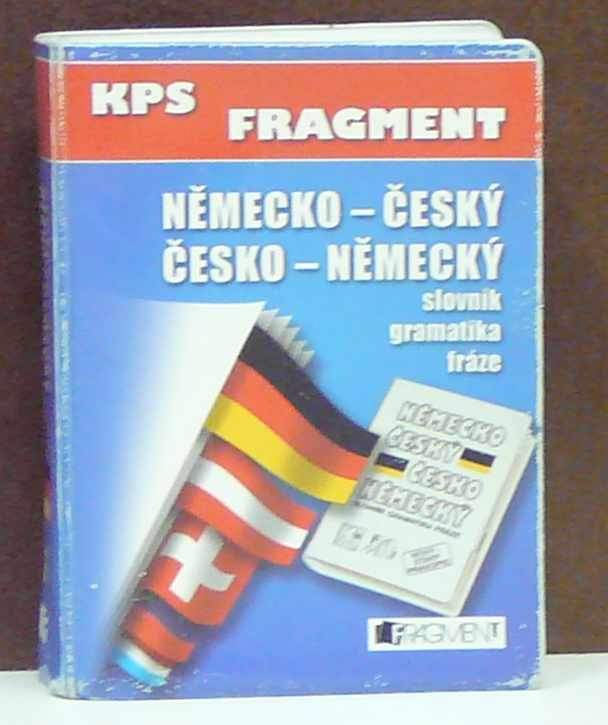 KPS
FRAGMENT
NĚMECKO – ČESKÝ
ČESKO – NĚMECKÝ
slovník
gramatika
fráze
NĚMECKO
ČESKÝ
ČESKO
NĚMECKÝ
FRAGMENT